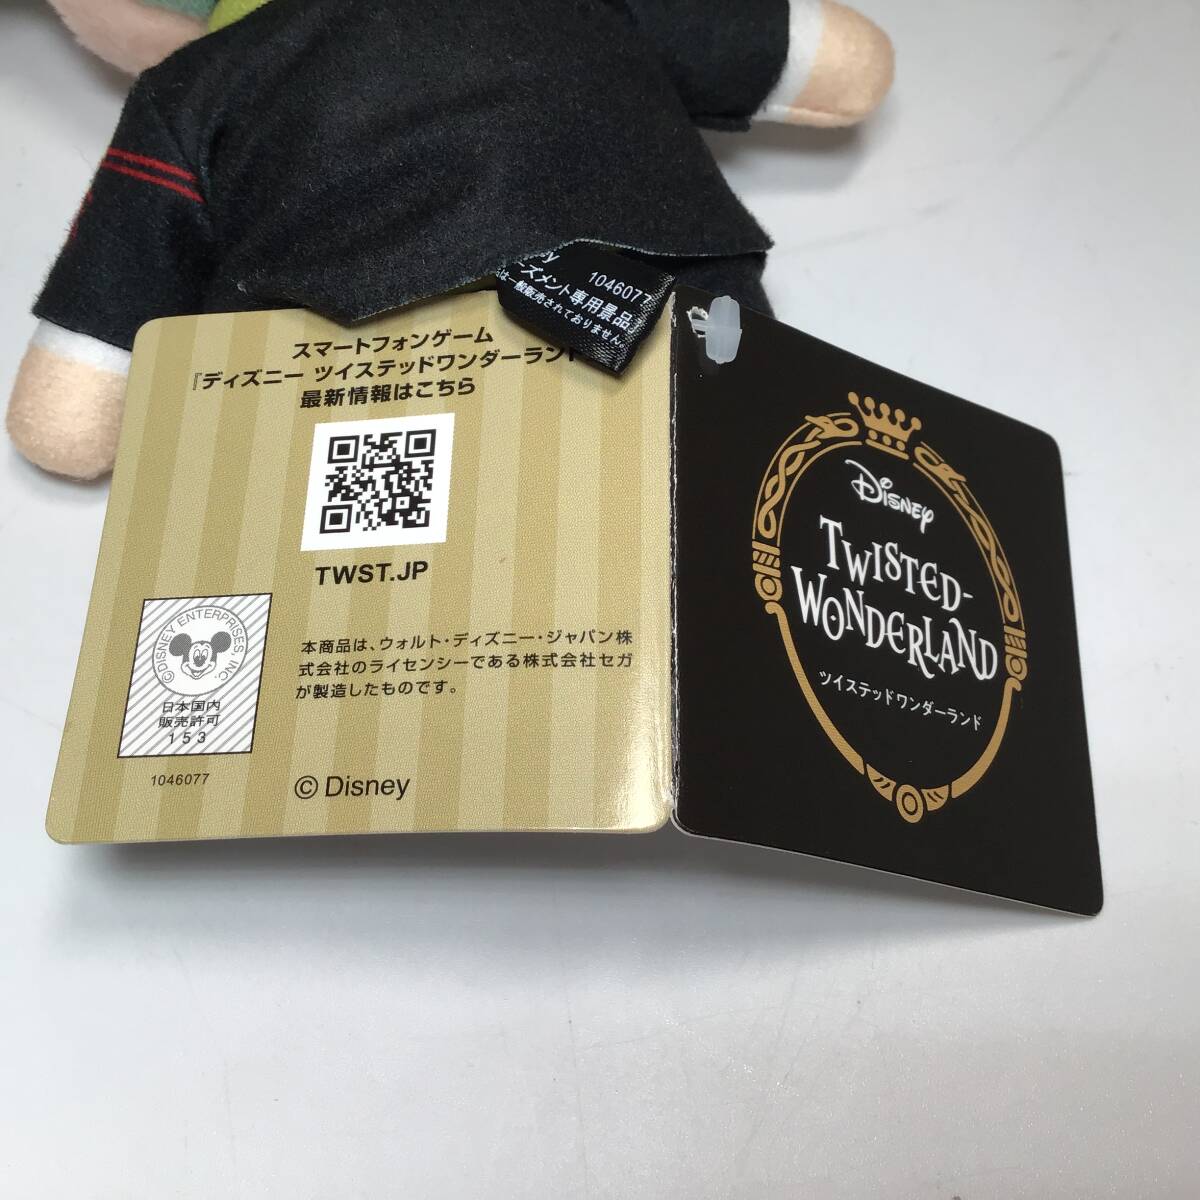 1046077
専用景品
一般販売されておりません。
スマートフォンゲーム
『ディズニー ツイステッドワンダーランド
最新情報はこちら
TWST.JP
©DISNEY ENTERPRISES INC.
日本国内
販売許可
153
1046077
本商品は、ウォルト・ディズニー・ジャパン株
式会社のライセンシーである株式会社セガ
が製造したものです。
© Disney
Disney
TWISTED-
WONDERLAND
ツイステッドワンダーランド